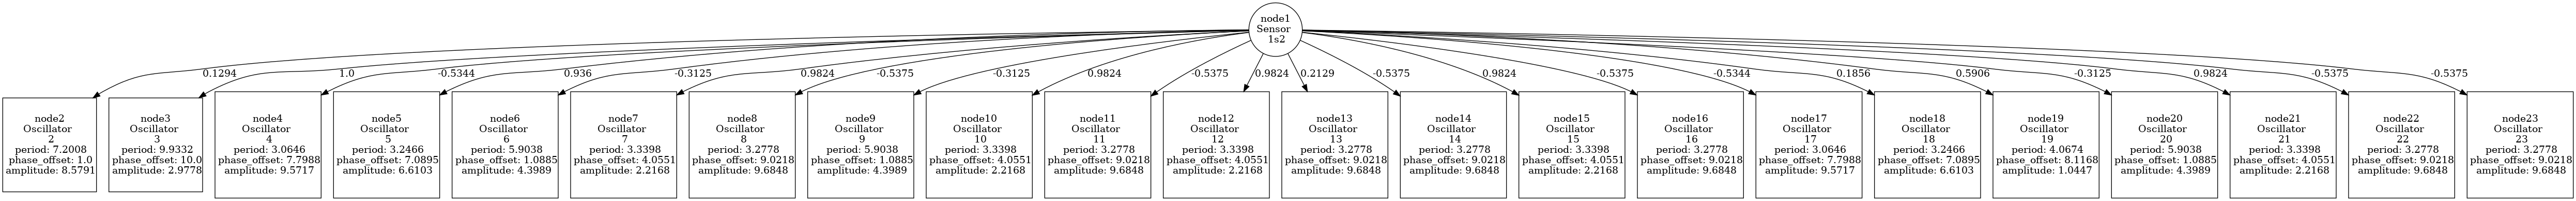 node1
Sensor
1s2
0.1294
1.0
-0.5344
0.936
-0.3125
0.9824
-0.5375
-0.3125
0.9824
-0.5375
0.9824
0.2129
-0.5375
0.9824
-0.5375
-0.5344
0.1856
0.5906
-0.3125
0.9824
-0.5375
-0.5375
node2
Oscillator
2
period: 7.2008
phase_offset: 1.0
amplitude: 8.5791
node3
Oscillator
3
period: 9.9332
phase_offset: 10.0
amplitude: 2.9778
node4
Oscillator
4
period: 3.0646
phase_offset: 7.7988
amplitude: 9.5717
node5
Oscillator
5
period: 3.2466
phase_offset: 7.0895
amplitude: 6.6103
node6
Oscillator
6
period: 5.9038
phase_offset: 1.0885
amplitude: 4.3989
node7
Oscillator
7
period: 3.3398
phase_offset: 4.0551
amplitude: 2.2168
node8
Oscillator
8
period: 3.2778
phase_offset: 9.0218
amplitude: 9.6848
node9
Oscillator
9
period: 5.9038
phase_offset: 1.0885
amplitude: 4.3989
node10
Oscillator
10
period: 3.3398
phase_offset: 4.0551
amplitude: 2.2168
node11
Oscillator
11
period: 3.2778
phase_offset: 9.0218
amplitude: 9.6848
node12
Oscillator
12
period: 3.3398
phase_offset: 4.0551
amplitude: 2.2168
node13
Oscillator
13
period: 3.2778
phase_offset: 9.0218
amplitude: 9.6848
node14
Oscillator
14
period: 3.2778
phase_offset: 9.0218
amplitude: 9.6848
node15
Oscillator
15
period: 3.3398
phase_offset: 4.0551
amplitude: 2.2168
node16
Oscillator
16
period: 3.2778
phase_offset: 9.0218
amplitude: 9.6848
node17
Oscillator
17
period: 3.0646
phase_offset: 7.7988
amplitude: 9.5717
node18
Oscillator
18
period: 3.2466
phase_offset: 7.0895
amplitude: 6.6103
node19
Oscillator
19
period: 4.0674
phase_offset: 8.1168
amplitude: 1.0447
node20
Oscillator
20
period: 5.9038
phase_offset: 1.0885
amplitude: 4.3989
node21
Oscillator
21
period: 3.3398
phase_offset: 4.0551
amplitude: 2.2168
node22
Oscillator
22
period: 3.2778
phase_offset: 9.0218
amplitude: 9.6848
node23
Oscillator
23
period: 3.2778
phase_offset: 9.0218
amplitude: 9.6848